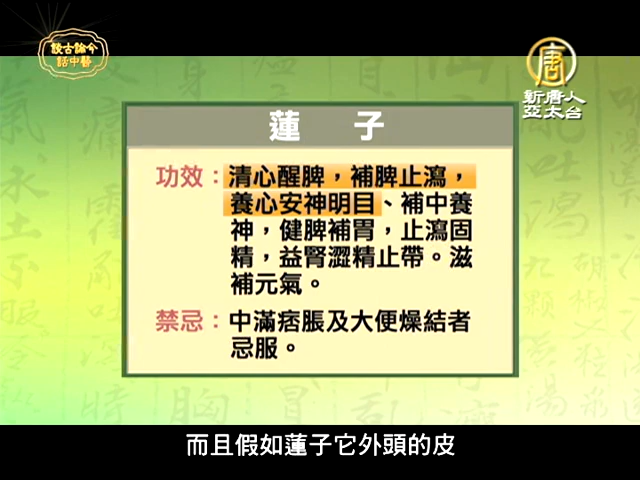 談古論今
話中醫
唐
新唐人
亞太台
蓮 子
功效：清心醒脾，補脾止瀉，
養心安神明目、補中養
神，健脾補胃，止瀉固
精，益腎澀精止帶。滋
補元氣。
禁忌：中滿痞脹及大便燥結者
忌服。
而且假如蓮子它外頭的皮